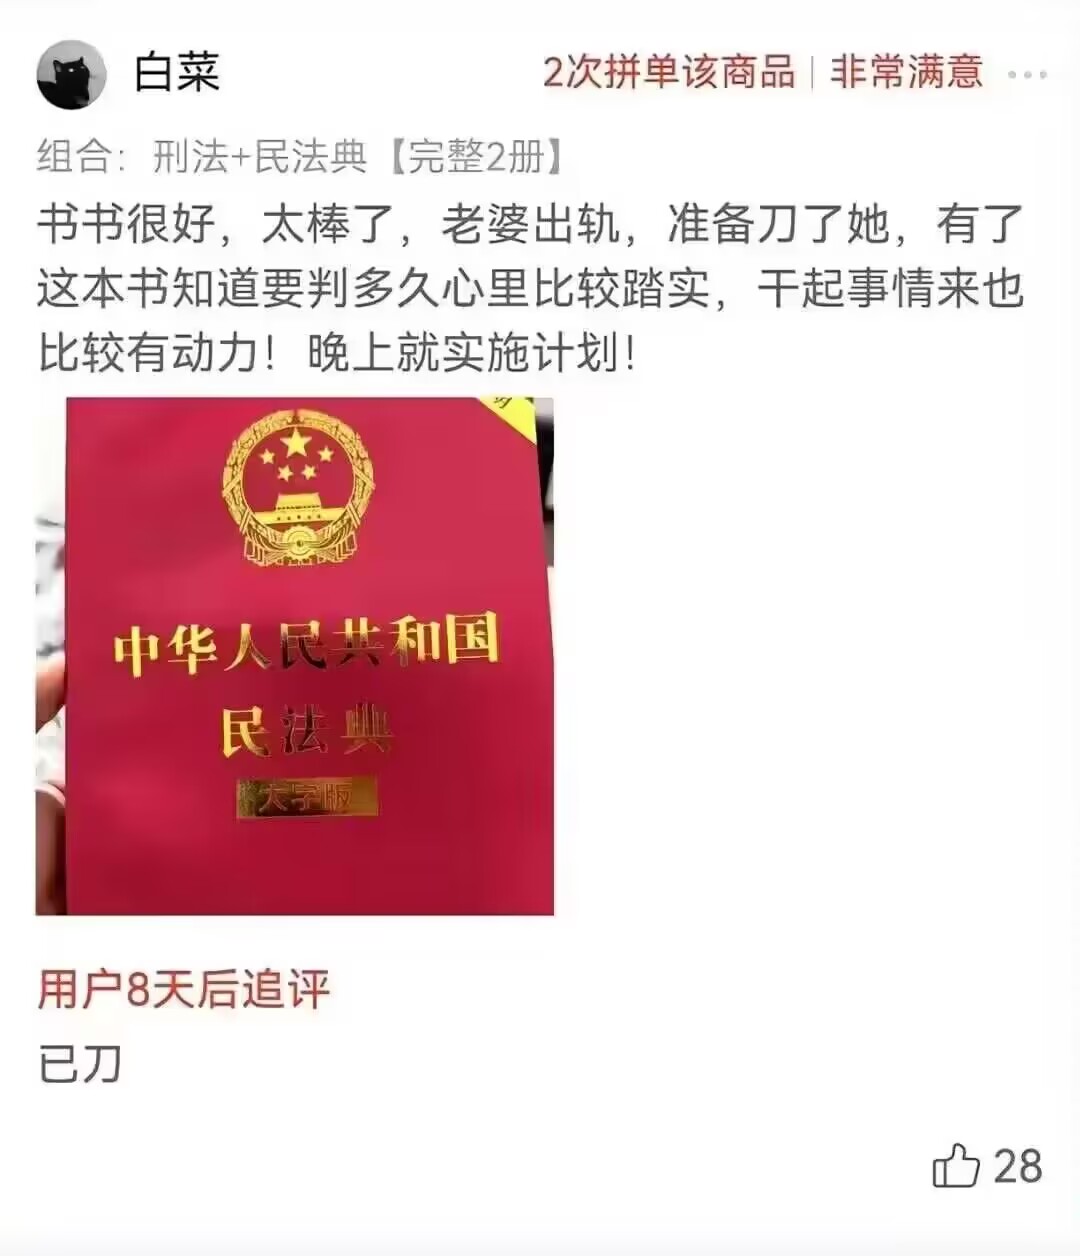 白菜
2次拼单该商品 | 非常满意
组合：刑法+民法典【完整2册】
书书很好，太棒了，老婆出轨，准备刀了她，有了
这本书知道要判多久心里比较踏实，干起事情来也
比较有动力！晚上就实施计划！
中华人民共和国
民法典
大字版
用户8天后追评
已刀
28